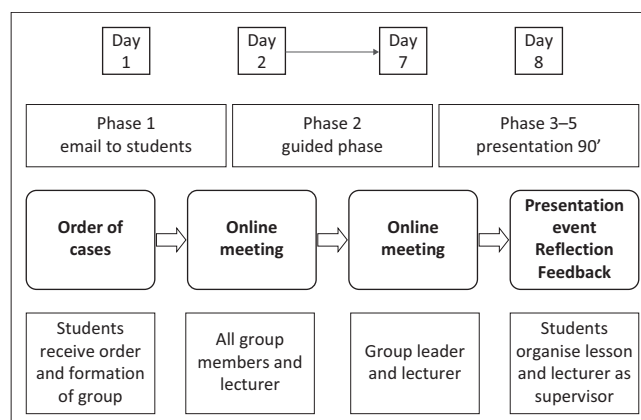 Day
1
Day
2
Day
7
Day
8
Phase 1
email to students
Phase 2
guided phase
Phase 3–5
presentation 90’
Order of
cases
Online
meeting
Online
meeting
Presentation
event
Reflection
Feedback
Students
receive order
and formation
of group
All group
members and
lecturer
Group leader
and lecturer
Students
organise lesson
and lecturer as
supervisor